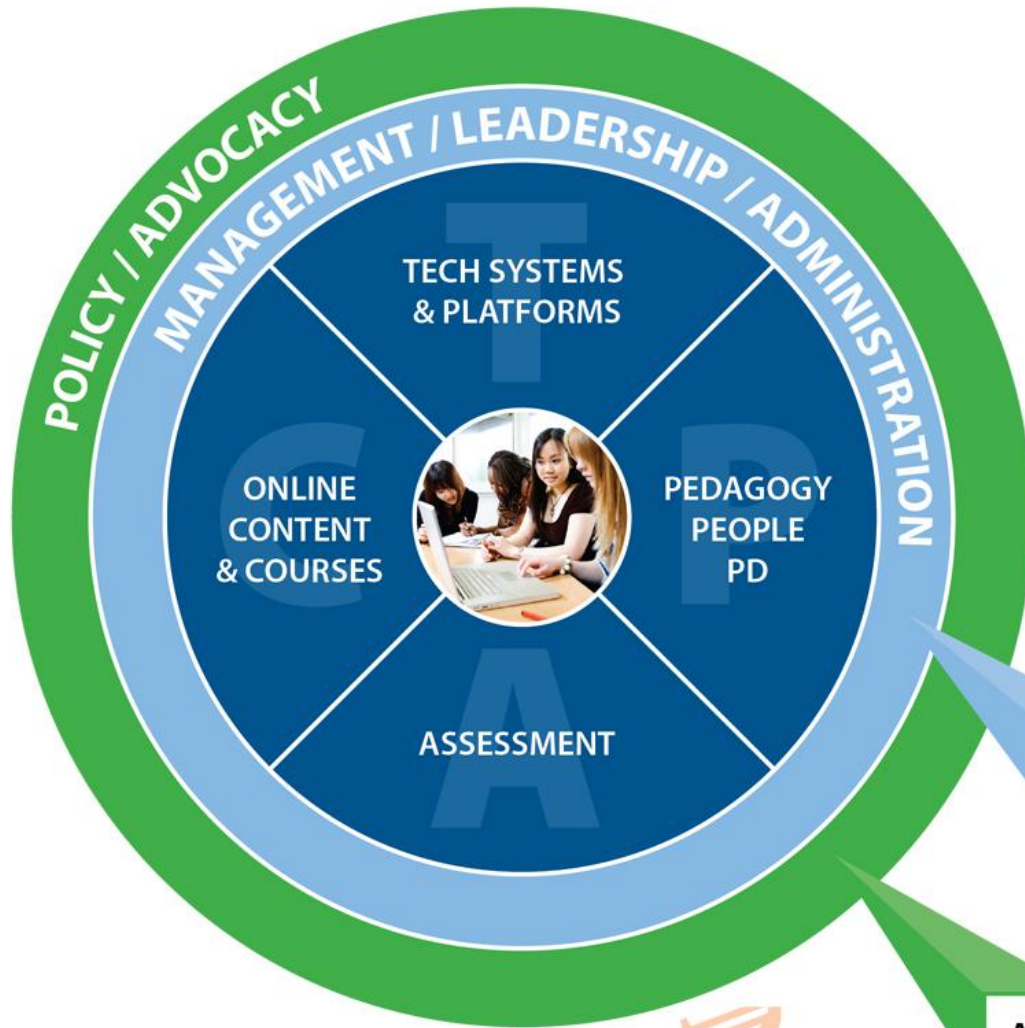 POLICY / ADVOCACY
MANAGEMENT / LEADERSHIP / ADMINISTRATION
T
TECH SYSTEMS
& PLATFORMS
C
ONLINE
CONTENT
& COURSES
P
PEDAGOGY
PEOPLE
PD
A
ASSESSMENT